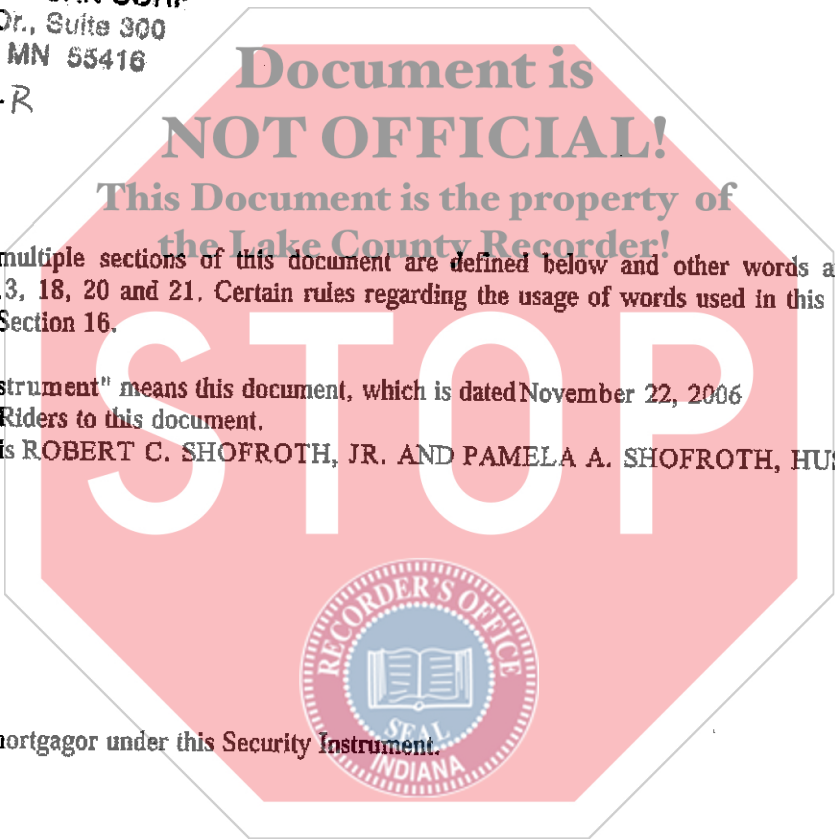 Dr., Suite 300
MN 55416
R
Document is
NOT OFFICIAL!
This Document is the property of
the Lake County Recorder!
multiple sections of this document are defined below and other words a
3, 18, 20 and 21. Certain rules regarding the usage of words used in this
Section 16.
strument" means this document, which is dated November 22, 2006
Riders to this document.
is ROBERT C. SHOFROTH, JR. AND PAMELA A. SHOFROTH, HUS
STOP
RECORDER'S OFFICE
SEAL
INDIANA
ortgagor under this Security Instrument.